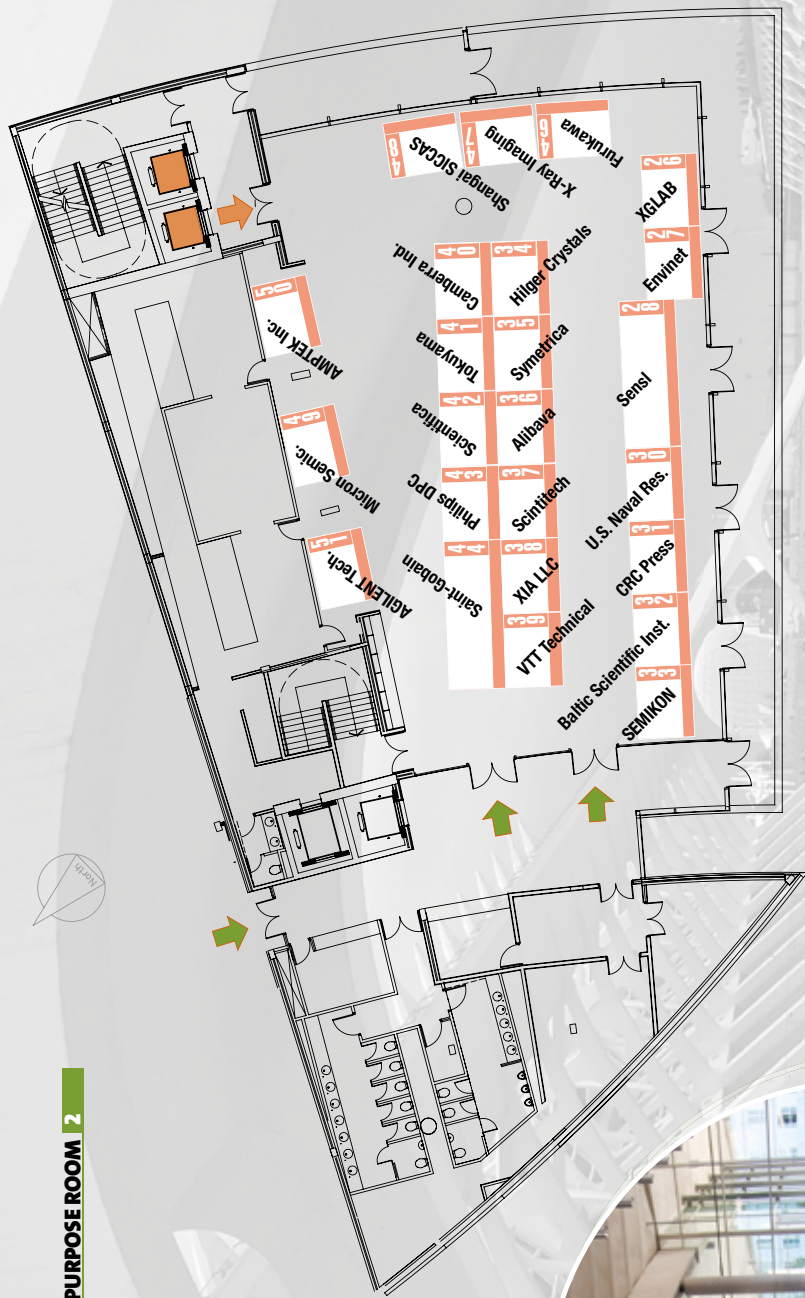 PURPOSE ROOM 2
North
48
Shangai SICCAS
47
X-Ray Imaging
46
Furukawa
26
XGLAB
27
Envinet
28
Sensl
30
U.S. Naval Res.
31
CRC Press
32
Baltic Scientific Inst.
33
SEMIKON
40
Camberra Ind.
34
Hilger Crystals
41
Tokuyama
35
Symetrica
42
Scientifica
36
Alibava
43
Philips DPC
37
Scintitech
44
Saint-Gobain
38
XIA LLC
39
VTT Technical
50
AMPTEK Inc.
49
Micron Semic.
51
AGILENT Tech.